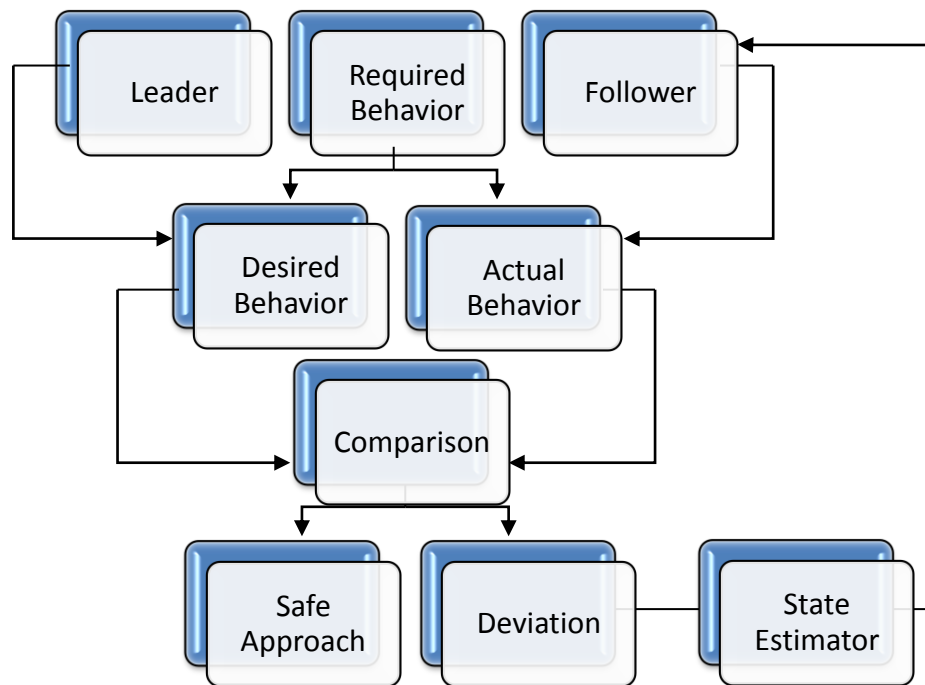 Leader
Required
Behavior
Follower
Desired
Behavior
Actual
Behavior
Comparison
Safe
Approach
Deviation
State
Estimator